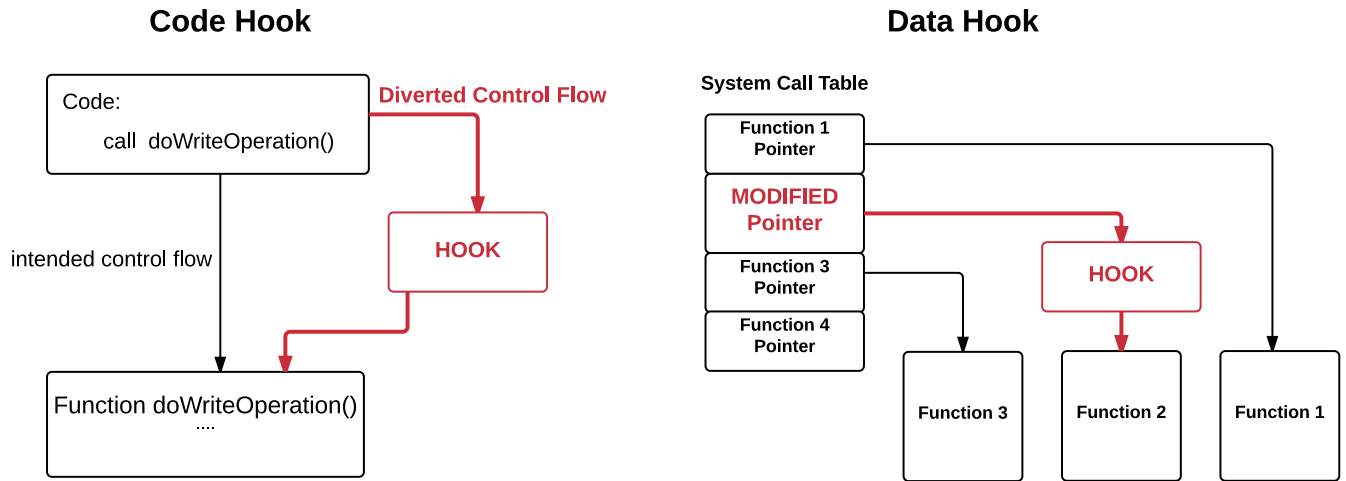 Code Hook
Code:
call doWriteOperation()
Diverted Control Flow
HOOK
intended control flow
Function doWriteOperation()
....
Data Hook
System Call Table
Function 1
Pointer
MODIFIED
Pointer
Function 3
Pointer
Function 4
Pointer
HOOK
Function 3
Function 2
Function 1